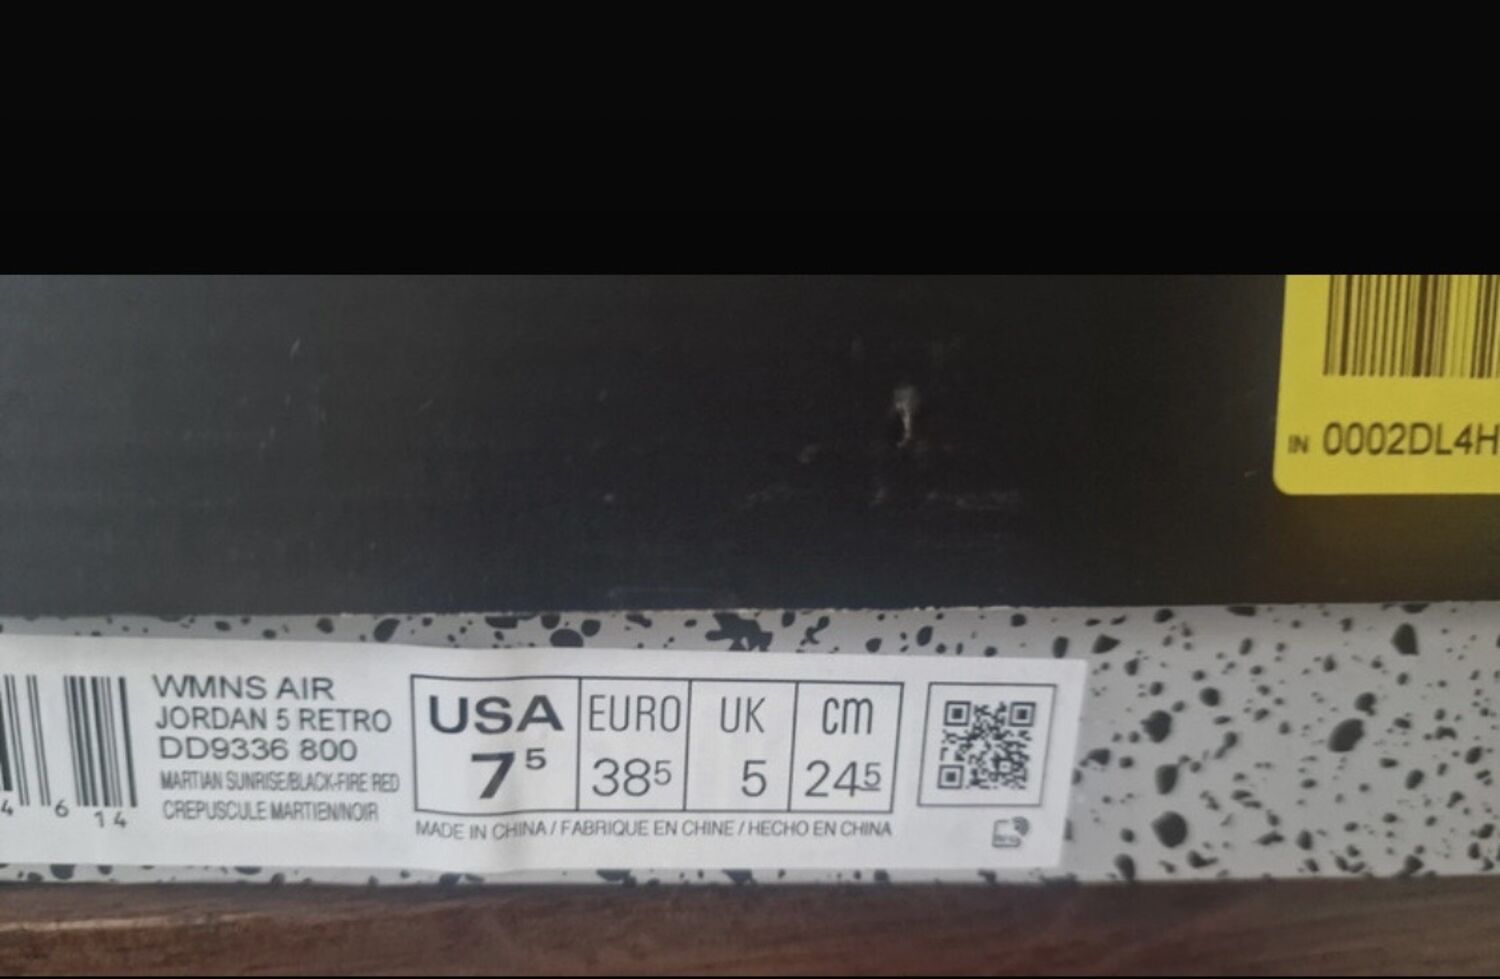 IN 0002DL4H
WMNS AIR
JORDAN 5 RETRO
DD9336 800
MARTIAN SUNRISE/BLACK-FIRE RED
CREPUSCULE MARTIEN/NOIR
USA EURO UK cm
7⁵ 38⁵ 5 24⁵
MADE IN CHINA / FABRIQUE EN CHINE / HECHO EN CHINA
4 6 14